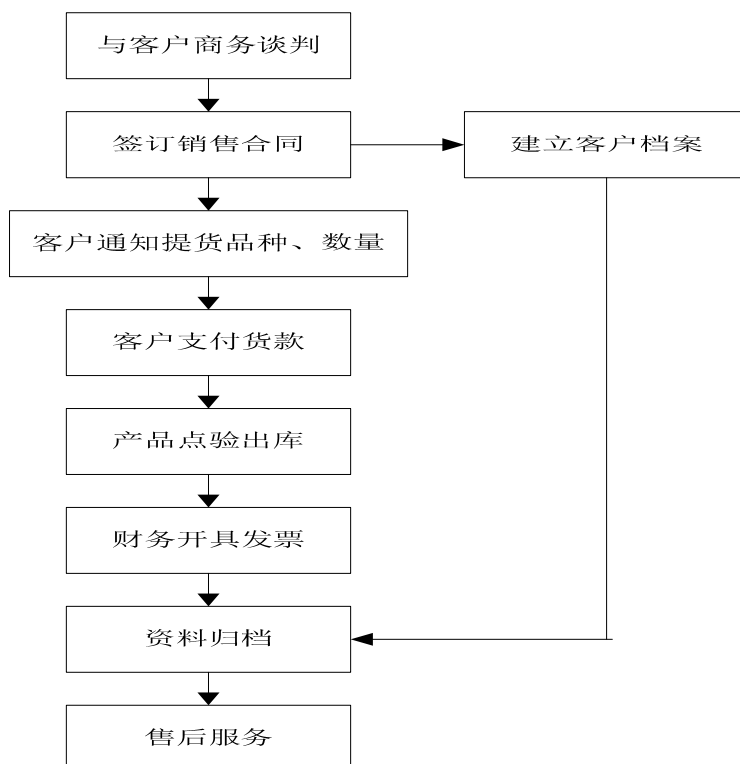 与客户商务谈判
签订销售合同
建立客户档案
客户通知提货品种、数量
客户支付货款
产品点验出库
财务开具发票
资料归档
售后服务